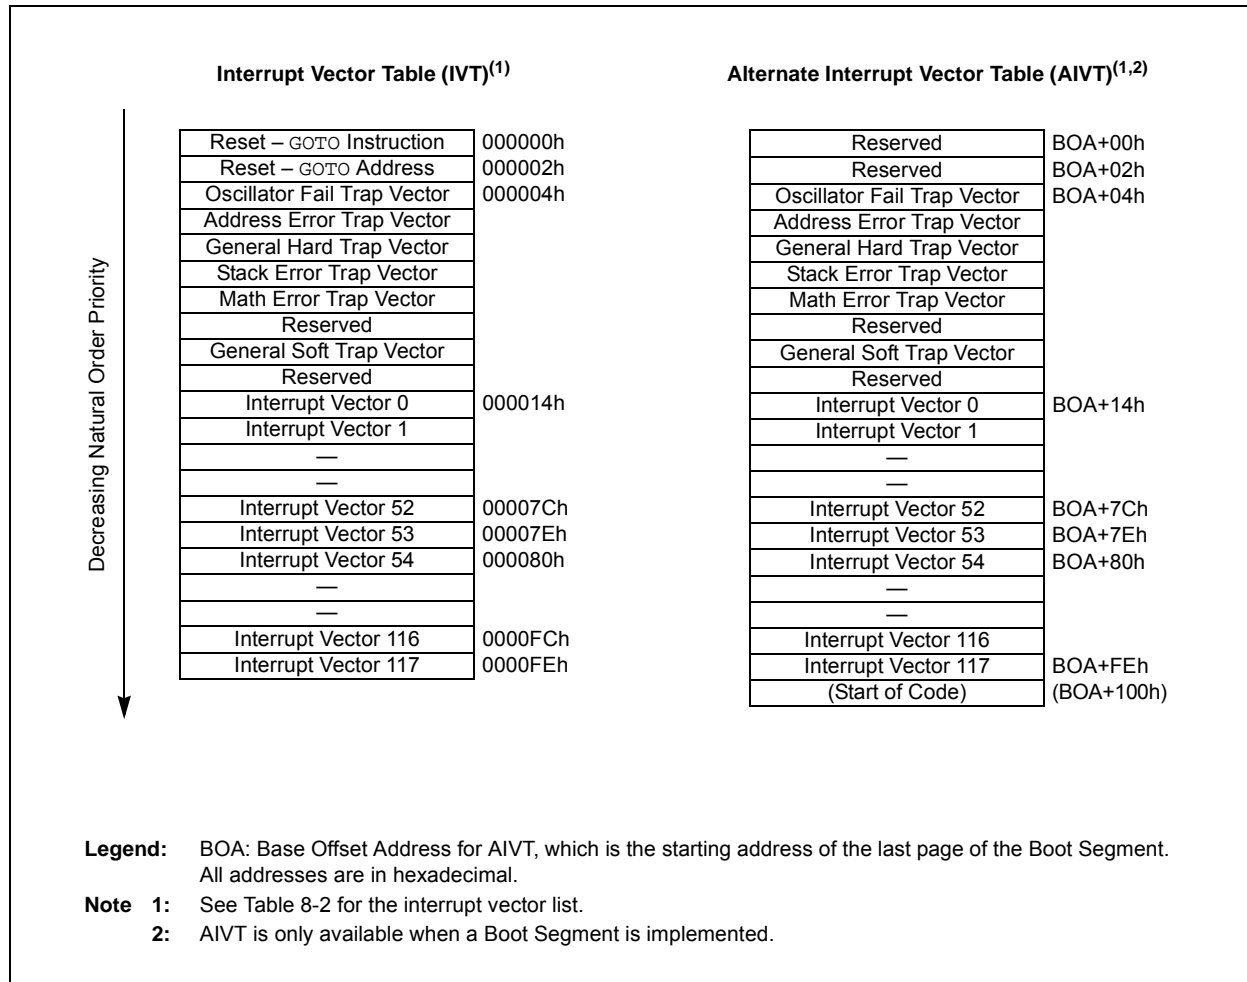 Interrupt Vector Table (IVT)(1)
Alternate Interrupt Vector Table (AIVT)(1,2)
Decreasing Natural Order Priority
Reset – GOTO Instruction 000000h
Reset – GOTO Address 000002h
Oscillator Fail Trap Vector 000004h
Address Error Trap Vector
General Hard Trap Vector
Stack Error Trap Vector
Math Error Trap Vector
Reserved
General Soft Trap Vector
Reserved
Interrupt Vector 0 000014h
Interrupt Vector 1
—
—
Interrupt Vector 52 00007Ch
Interrupt Vector 53 00007Eh
Interrupt Vector 54 000080h
—
—
Interrupt Vector 116 0000FCh
Interrupt Vector 117 0000FEh
Reserved BOA+00h
Reserved BOA+02h
Oscillator Fail Trap Vector BOA+04h
Address Error Trap Vector
General Hard Trap Vector
Stack Error Trap Vector
Math Error Trap Vector
Reserved
General Soft Trap Vector
Reserved
Interrupt Vector 0 BOA+14h
Interrupt Vector 1
—
—
Interrupt Vector 52 BOA+7Ch
Interrupt Vector 53 BOA+7Eh
Interrupt Vector 54 BOA+80h
—
—
Interrupt Vector 116
Interrupt Vector 117 BOA+FEh
(Start of Code) (BOA+100h)
Legend: BOA: Base Offset Address for AIVT, which is the starting address of the last page of the Boot Segment.
All addresses are in hexadecimal.
Note 1: See Table 8-2 for the interrupt vector list.
2: AIVT is only available when a Boot Segment is implemented.